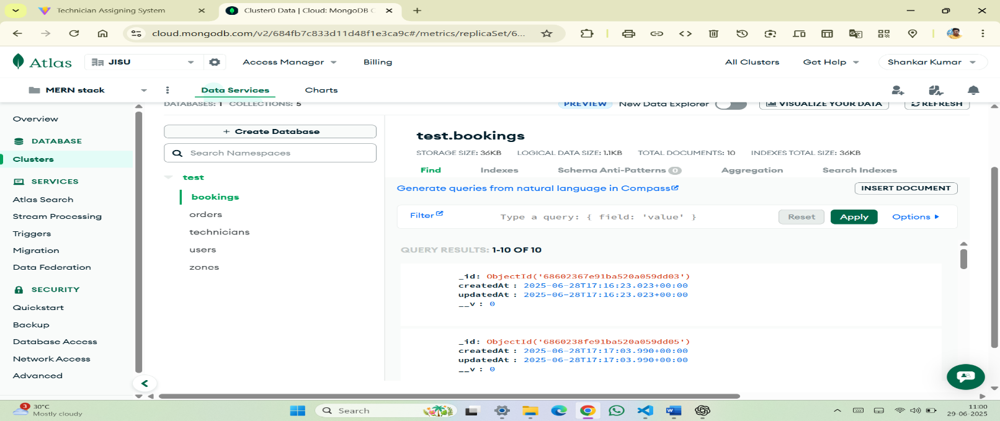 Technician Assigning System
Cluster0 Data | Cloud: MongoDB C
cloud.mongodb.com/v2/684fb7c833d11d48f1e3ca9c#/metrics/replicaSet/6...
Atlas
JISU
Access Manager
Billing
All Clusters
Get Help
Shankar Kumar
MERN stack
Data Services
Charts
Overview
DATABASE
Clusters
SERVICES
Atlas Search
Stream Processing
Triggers
Migration
Data Federation
SECURITY
Quickstart
Backup
Database Access
Network Access
Advanced
DATABASES: 1 COLLECTIONS: 5
PREVIEW New Data Explorer
VISUALIZE YOUR DATA
REFRESH
+ Create Database
Search Namespaces
test
bookings
orders
technicians
users
zones
test.bookings
STORAGE SIZE: 36KB LOGICAL DATA SIZE: 1.1KB TOTAL DOCUMENTS: 10 INDEXES TOTAL SIZE: 36KB
Find Indexes Schema Anti-Patterns 0 Aggregation Search Indexes
Generate queries from natural language in Compass
INSERT DOCUMENT
Filter
Type a query: { field: 'value' }
Reset
Apply
Options
QUERY RESULTS: 1-10 OF 10
_id: ObjectId('68602367e91ba520a059dd03')
createdAt : 2025-06-28T17:16:23.023+00:00
updatedAt : 2025-06-28T17:16:23.023+00:00
__v : 0
_id: ObjectId('6860238fe91ba520a059dd05')
createdAt : 2025-06-28T17:17:03.990+00:00
updatedAt : 2025-06-28T17:17:03.990+00:00
__v : 0
3
30°C
Mostly cloudy
Search
11:00
29-06-2025